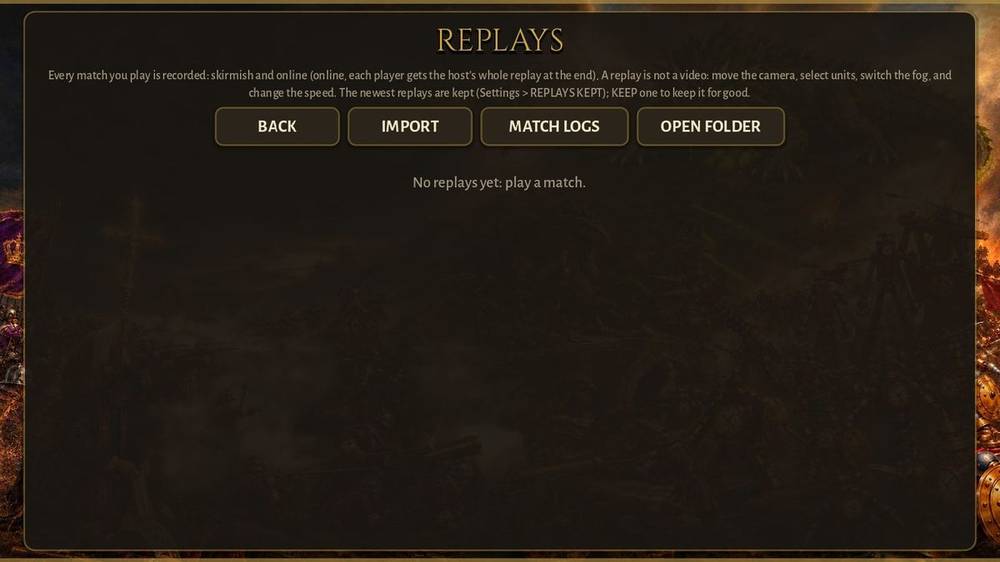 REPLAYS
Every match you play is recorded: skirmish and online (online, each player gets the host's whole replay at the end). A replay is not a video: move the camera, select units, switch the fog, and
change the speed. The newest replays are kept (Settings > REPLAYS KEPT); KEEP one to keep it for good.
BACK IMPORT MATCH LOGS OPEN FOLDER
No replays yet: play a match.